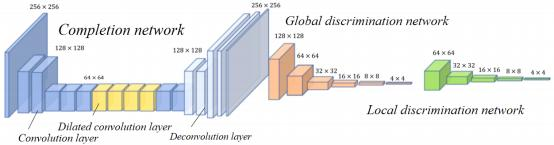 256 × 256
Completion network
256 × 256
128 × 128
128 × 128
64 × 64
Dilated convolution layer
Convolution layer
Deconvolution layer
Global discrimination network
128 × 128
64 × 64
32 × 32
16 × 16
8 × 8
4 × 4
64 × 64
32 × 32
16 × 16
8 × 8
4 × 4
Local discrimination network